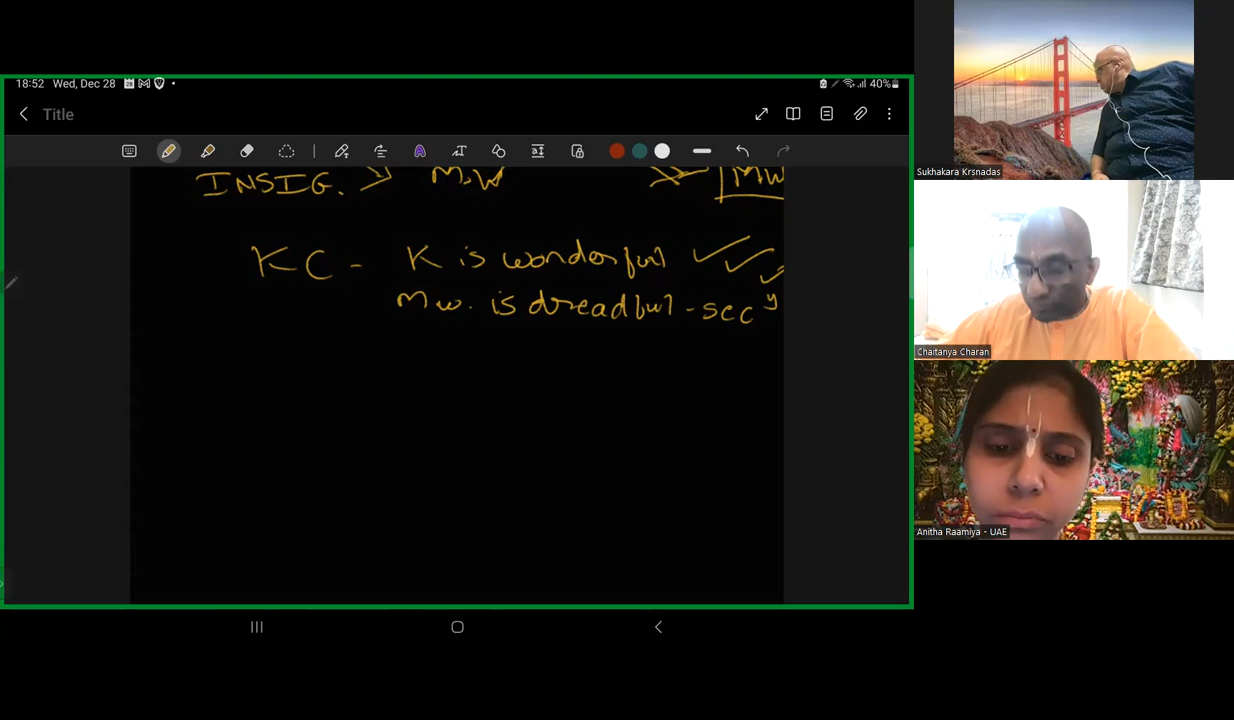 18:52 Wed, Dec 28
40%
Title
INSIG. > M.W
MW
KC - K is wonderful ✓✓✓
Mw. is dreadful - secy
Sukhakara Krsnadas
Chaitanya Charan
Anitha Raamiya - UAE